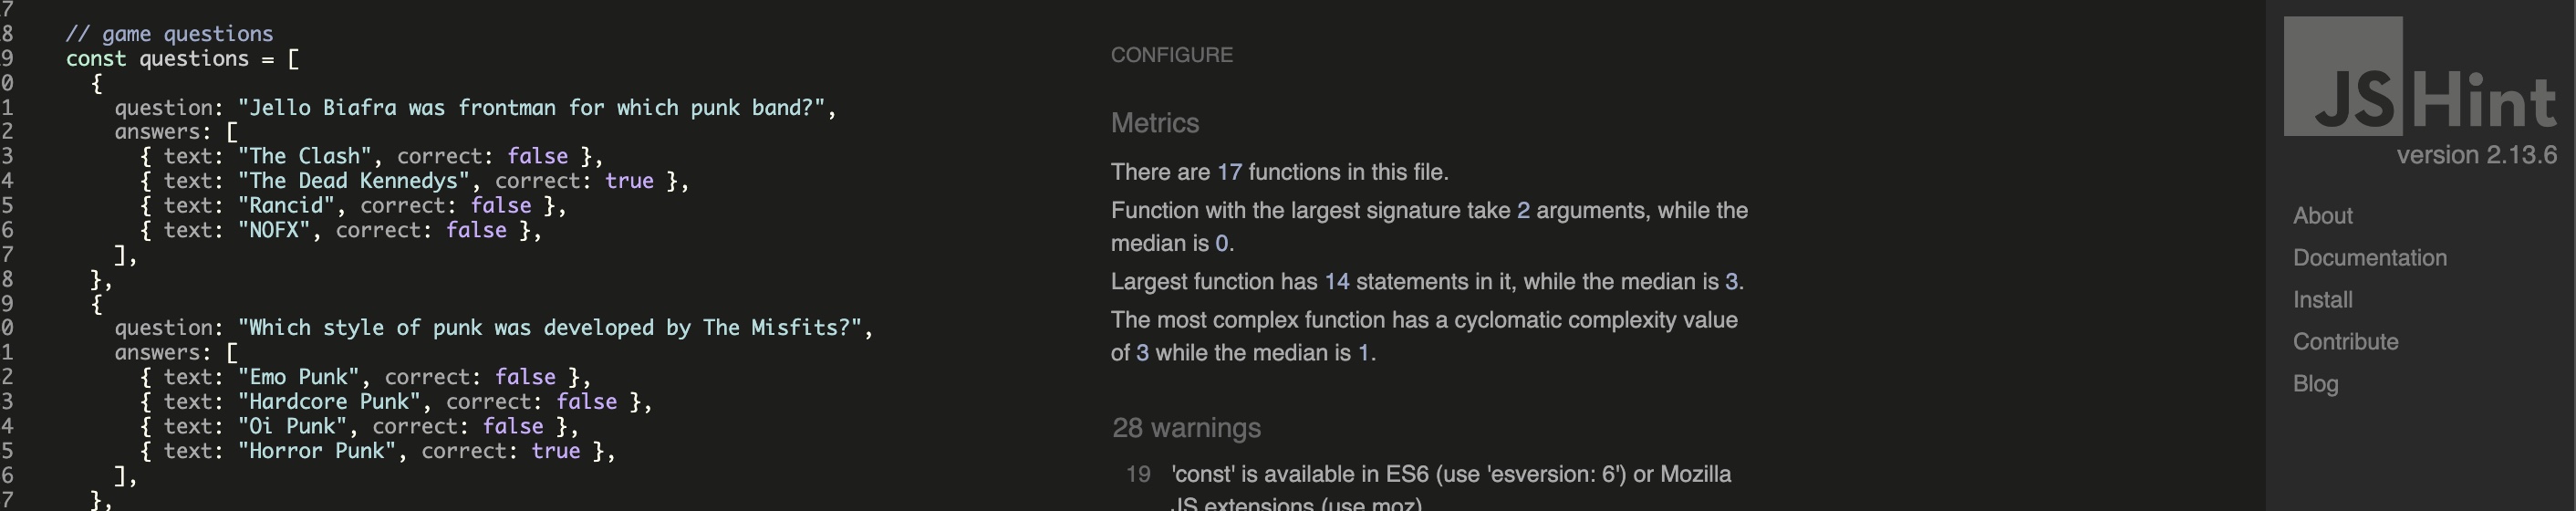 7
8 // game questions
9 const questions = [
0 {
1 question: "Jello Biafra was frontman for which punk band?",
2 answers: [
3 { text: "The Clash", correct: false },
4 { text: "The Dead Kennedys", correct: true },
5 { text: "Rancid", correct: false },
6 { text: "NOFX", correct: false },
7 ],
8 },
9 {
0 question: "Which style of punk was developed by The Misfits?",
1 answers: [
2 { text: "Emo Punk", correct: false },
3 { text: "Hardcore Punk", correct: false },
4 { text: "Oi Punk", correct: false },
5 { text: "Horror Punk", correct: true },
6 ],
7 },
CONFIGURE
Metrics
There are 17 functions in this file.
Function with the largest signature take 2 arguments, while the
median is 0.
Largest function has 14 statements in it, while the median is 3.
The most complex function has a cyclomatic complexity value
of 3 while the median is 1.
28 warnings
19 'const' is available in ES6 (use 'esversion: 6') or Mozilla
JS extensions (use moz).
JSHint
version 2.13.6
About
Documentation
Install
Contribute
Blog